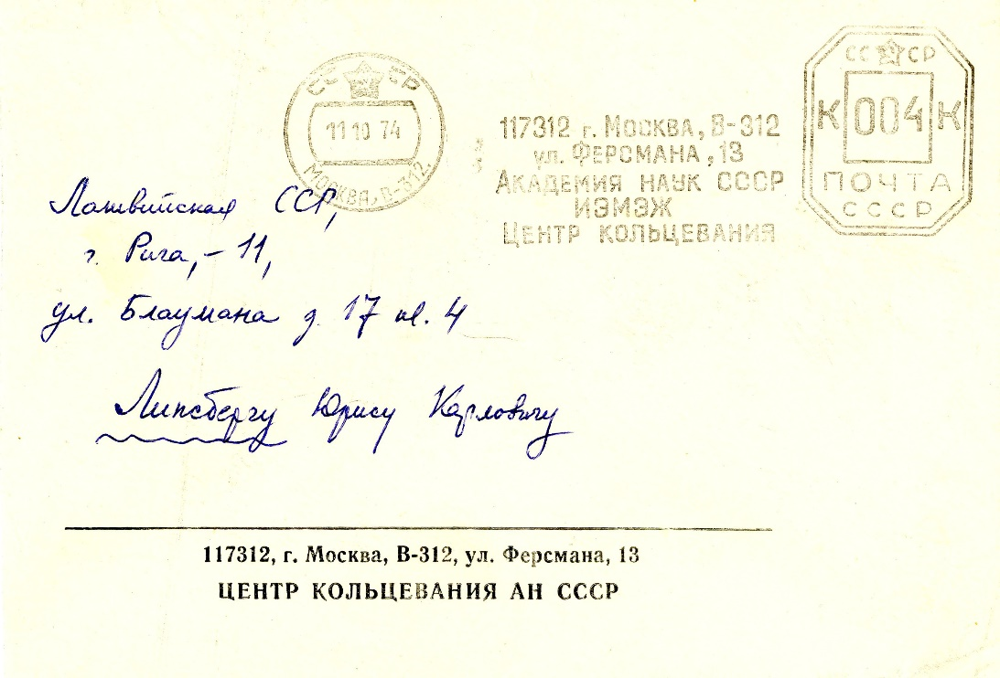 СССР
11 10 74
МОСКВА, В-312
117312 г. МОСКВА, В-312
ул. ФЕРСМАНА, 13
АКАДЕМИЯ НАУК СССР
ИЭМЭЖ
ЦЕНТР КОЛЬЦЕВАНИЯ
СССР
К 004 К
ПОЧТА
СССР
Латвийская ССР,
г. Рига, - 11,
ул. Блаумана д. 17 кв. 4
Липсбергу Юрису Карловичу
117312, г. Москва, В-312, ул. Ферсмана, 13
ЦЕНТР КОЛЬЦЕВАНИЯ АН СССР